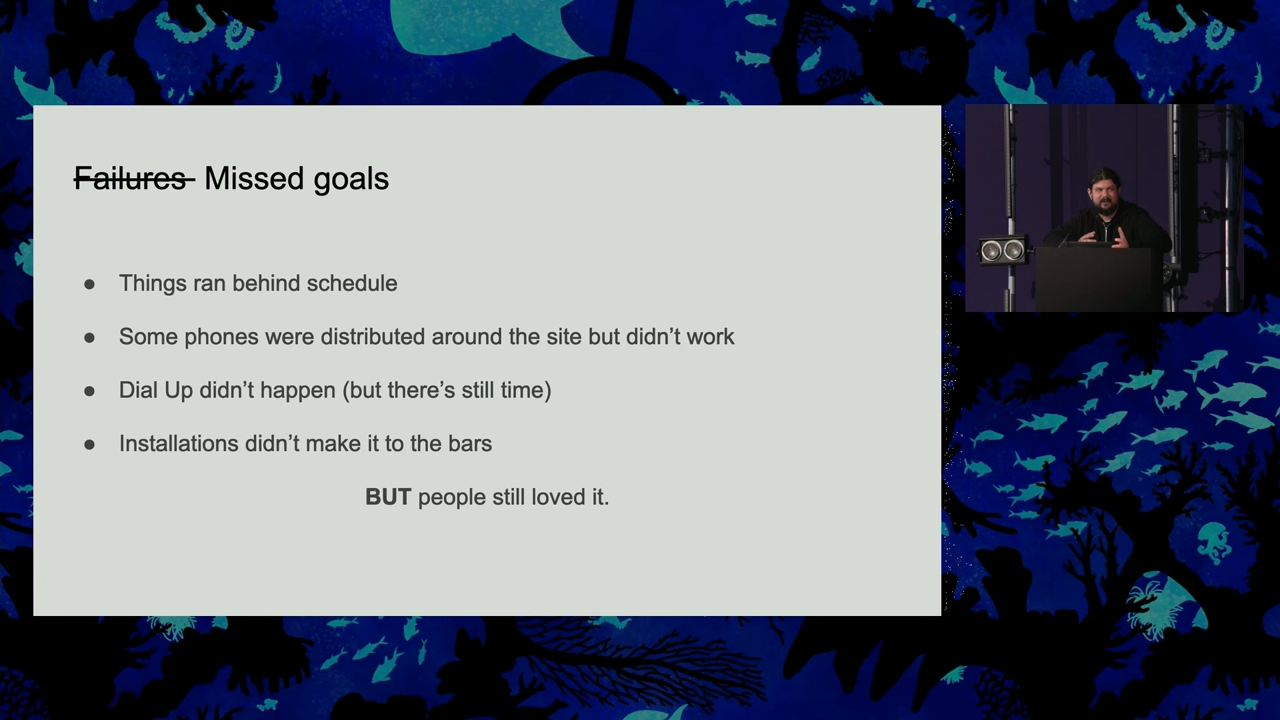 Failures Missed goals
● Things ran behind schedule
● Some phones were distributed around the site but didn’t work
● Dial Up didn’t happen (but there’s still time)
● Installations didn’t make it to the bars
BUT people still loved it.